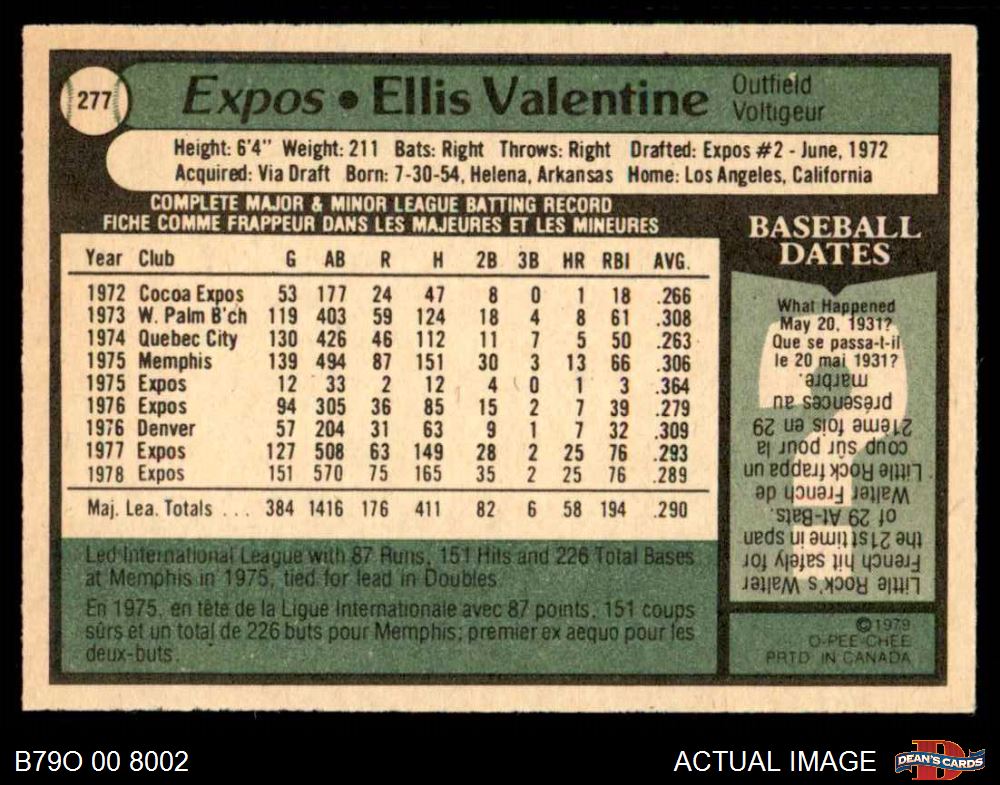 277
Expos • Ellis Valentine
Outfield
Voltigeur
Height: 6'4" Weight: 211 Bats: Right Throws: Right Drafted: Expos #2 - June, 1972
Acquired: Via Draft Born: 7-30-54, Helena, Arkansas Home: Los Angeles, California
COMPLETE MAJOR & MINOR LEAGUE BATTING RECORD
FICHE COMME FRAPPEUR DANS LES MAJEURES ET LES MINEURES
Year Club G AB R H 2B 3B HR RBI AVG.
1972 Cocoa Expos 53 177 24 47 8 0 1 18 .266
1973 W. Palm B'ch 119 403 59 124 18 4 8 61 .308
1974 Quebec City 130 426 46 112 11 7 5 50 .263
1975 Memphis 139 494 87 151 30 3 13 66 .306
1975 Expos 12 33 2 12 4 0 1 3 .364
1976 Expos 94 305 36 85 15 2 7 39 .279
1976 Denver 57 204 31 63 9 1 7 32 .309
1977 Expos 127 508 63 149 28 2 25 76 .293
1978 Expos 151 570 75 165 35 2 25 76 .289
Maj. Lea. Totals ... 384 1416 176 411 82 6 58 194 .290
Led International League with 87 Runs, 151 Hits and 226 Total Bases
at Memphis in 1975, tied for lead in Doubles.
En 1975, en tête de la Ligue Internationale avec 87 points, 151 coups
sûrs et un total de 226 buts pour Memphis; premier ex aequo pour les
deux-buts.
BASEBALL
DATES
What Happened
May 20, 1931?
Que se passa-t-il
le 20 mai 1931?
Little Rock's Walter
French hit safely for
the 21st time in span
of 29 At-Bats.
Walter French de
Little Rock frappa un
coup sûr pour la
21ème fois en 29
présences au
marbre.
©1979
O-PEE-CHEE
PRTD. IN CANADA
B79O 00 8002
ACTUAL IMAGE
DEAN'S CARDS